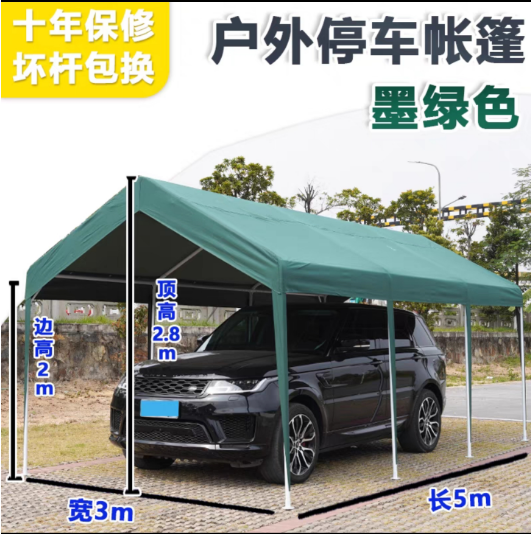 十年保修
坏杆包换
户外停车帐篷
墨绿色
顶高2.8m
边高2m
宽3m
长5m